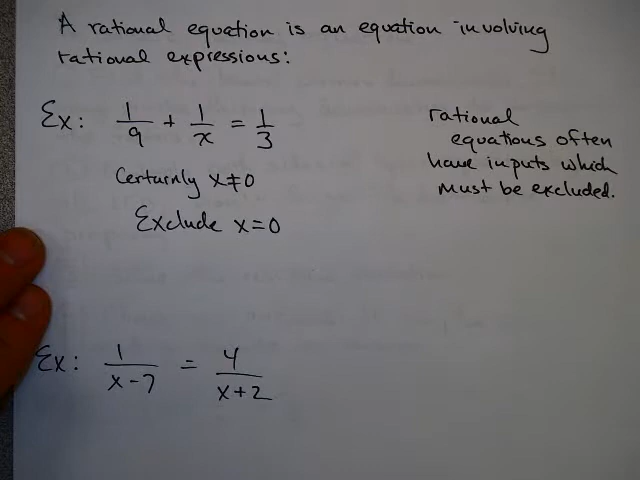 A rational equation is an equation involving
rational expressions:
Ex: 1/9 + 1/x = 1/3
Certainly x≠0
Exclude x=0
rational
equations often
have inputs which
must be excluded.
Ex: 1/(x-7) = 4/(x+2)